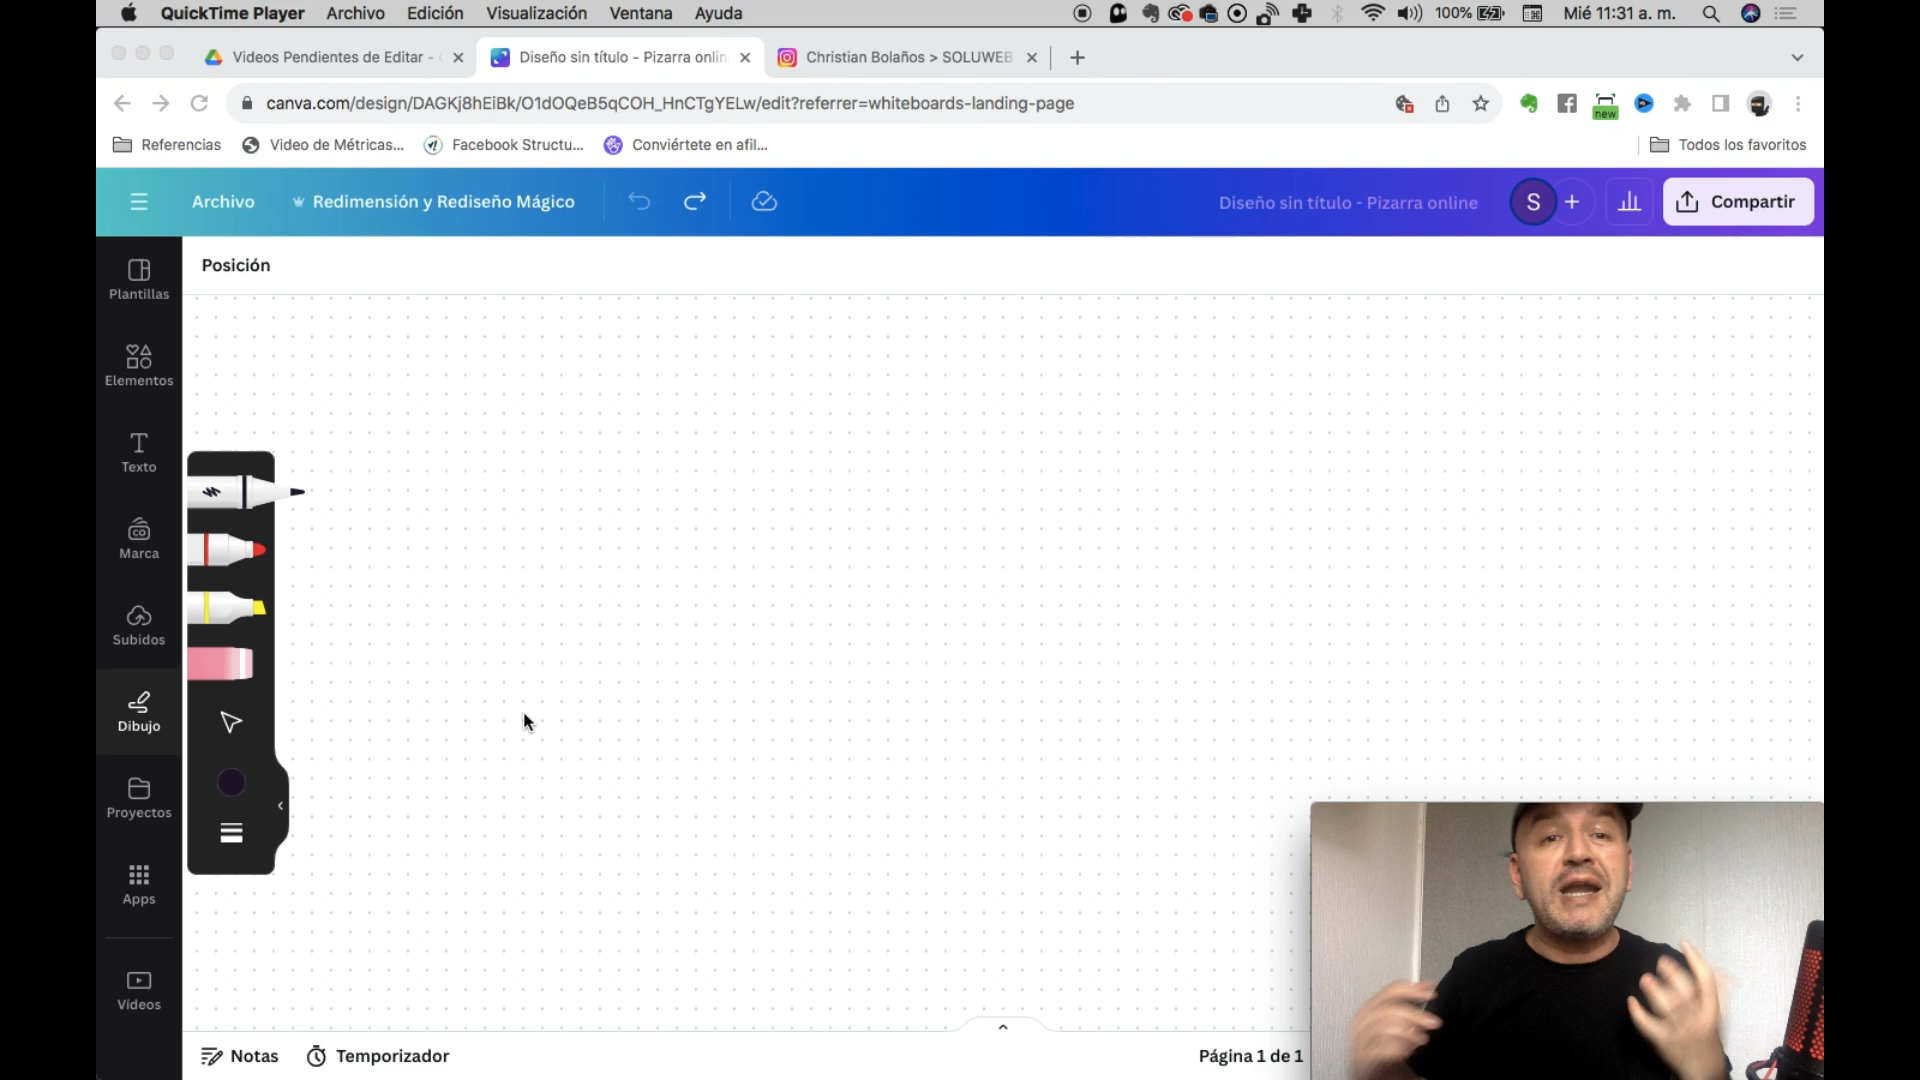 QuickTime Player Archivo Edición Visualización Ventana Ayuda 100% Mié 11:31 a. m.
Videos Pendientes de Editar - Diseño sin título - Pizarra onlin Christian Bolaños > SOLUWEB
canva.com/design/DAGKj8hEiBk/O1dOQeB5qCOH_HnCTgYELw/edit?referrer=whiteboards-landing-page
new
Referencias Video de Métricas... Facebook Structu... Conviértete en afil... Todos los favoritos
Archivo Redimensión y Rediseño Mágico Diseño sin título - Pizarra online S + Compartir
Posición
Plantillas
Elementos
Texto
CO
Marca
Subidos
Dibujo
Proyectos
Apps
Vídeos
Notas Temporizador Página 1 de 1